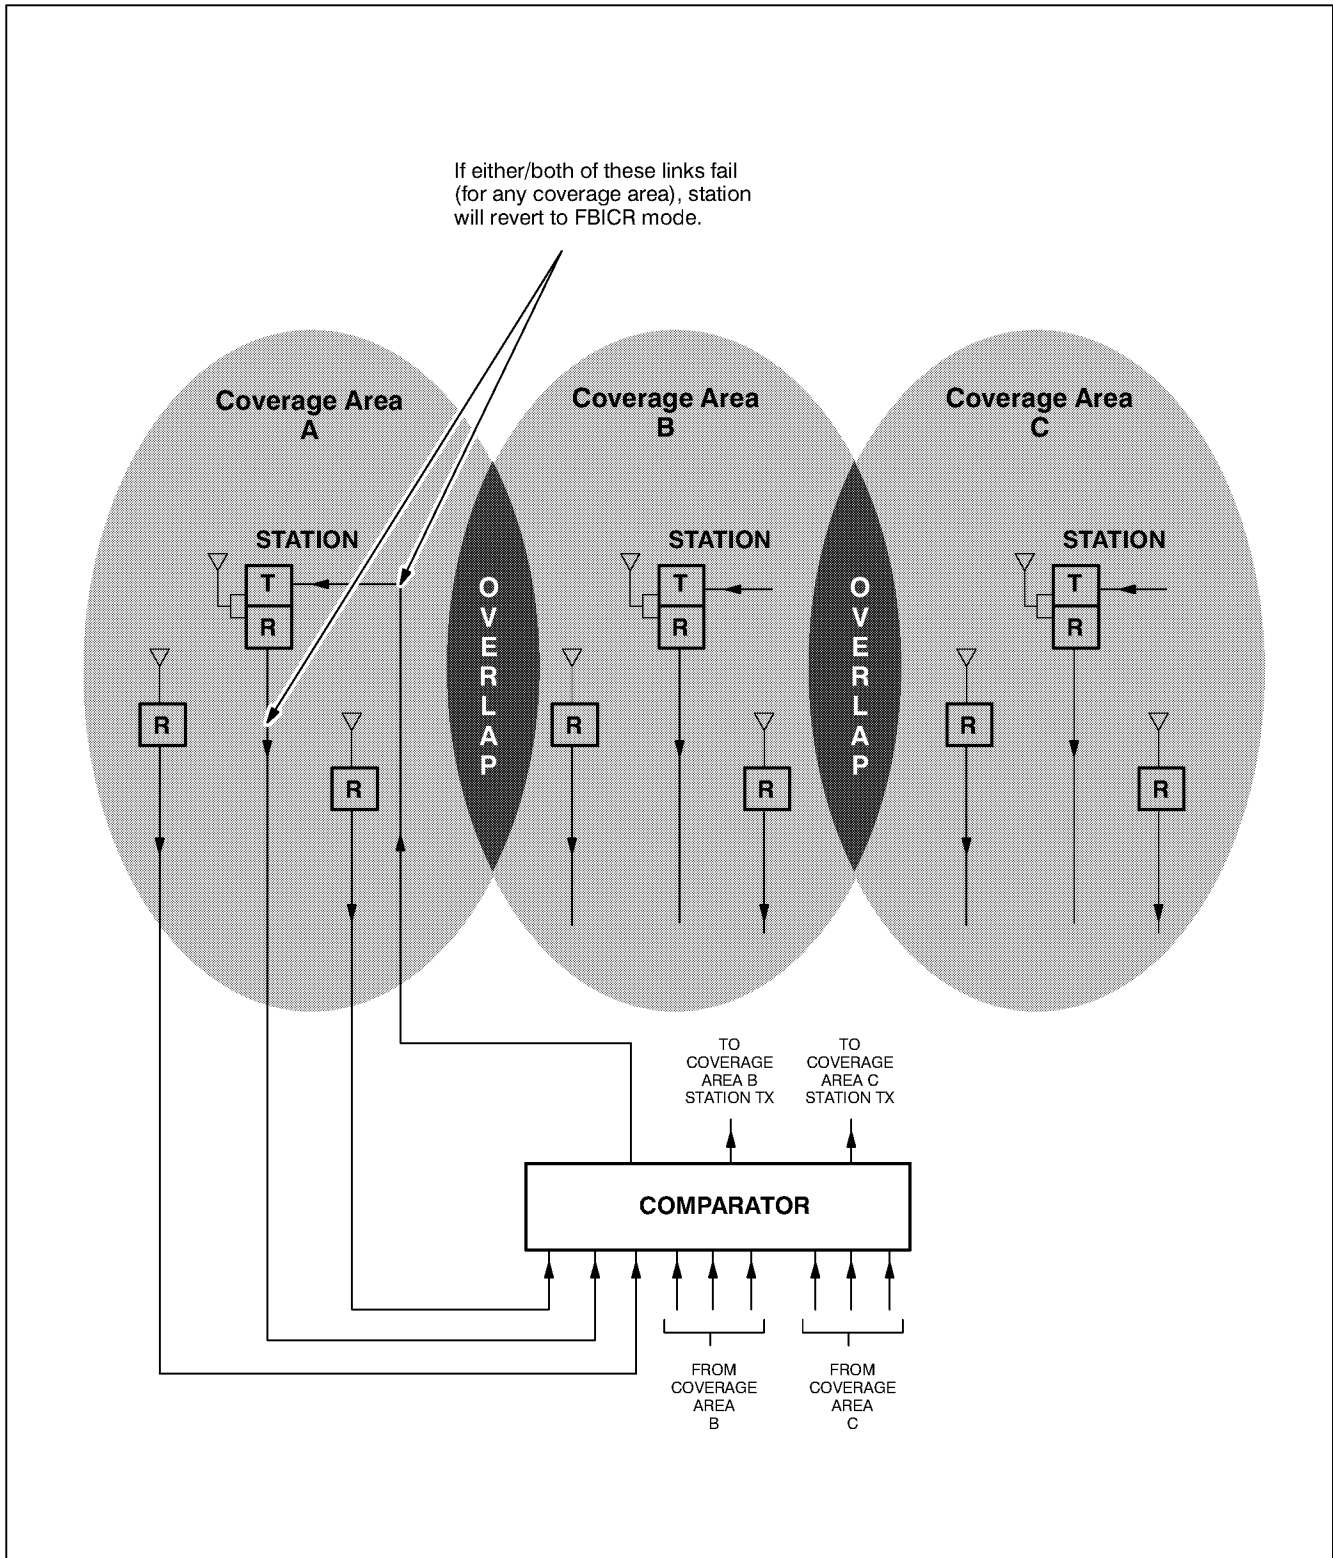 If either/both of these links fail
(for any coverage area), station
will revert to FBICR mode.
Coverage Area
A
Coverage Area
B
Coverage Area
C
STATION
T
R
R
R
OVERLAP
STATION
T
R
R
R
OVERLAP
STATION
T
R
R
R
TO
COVERAGE
AREA B
STATION TX
TO
COVERAGE
AREA C
STATION TX
COMPARATOR
FROM
COVERAGE
AREA
B
FROM
COVERAGE
AREA
C